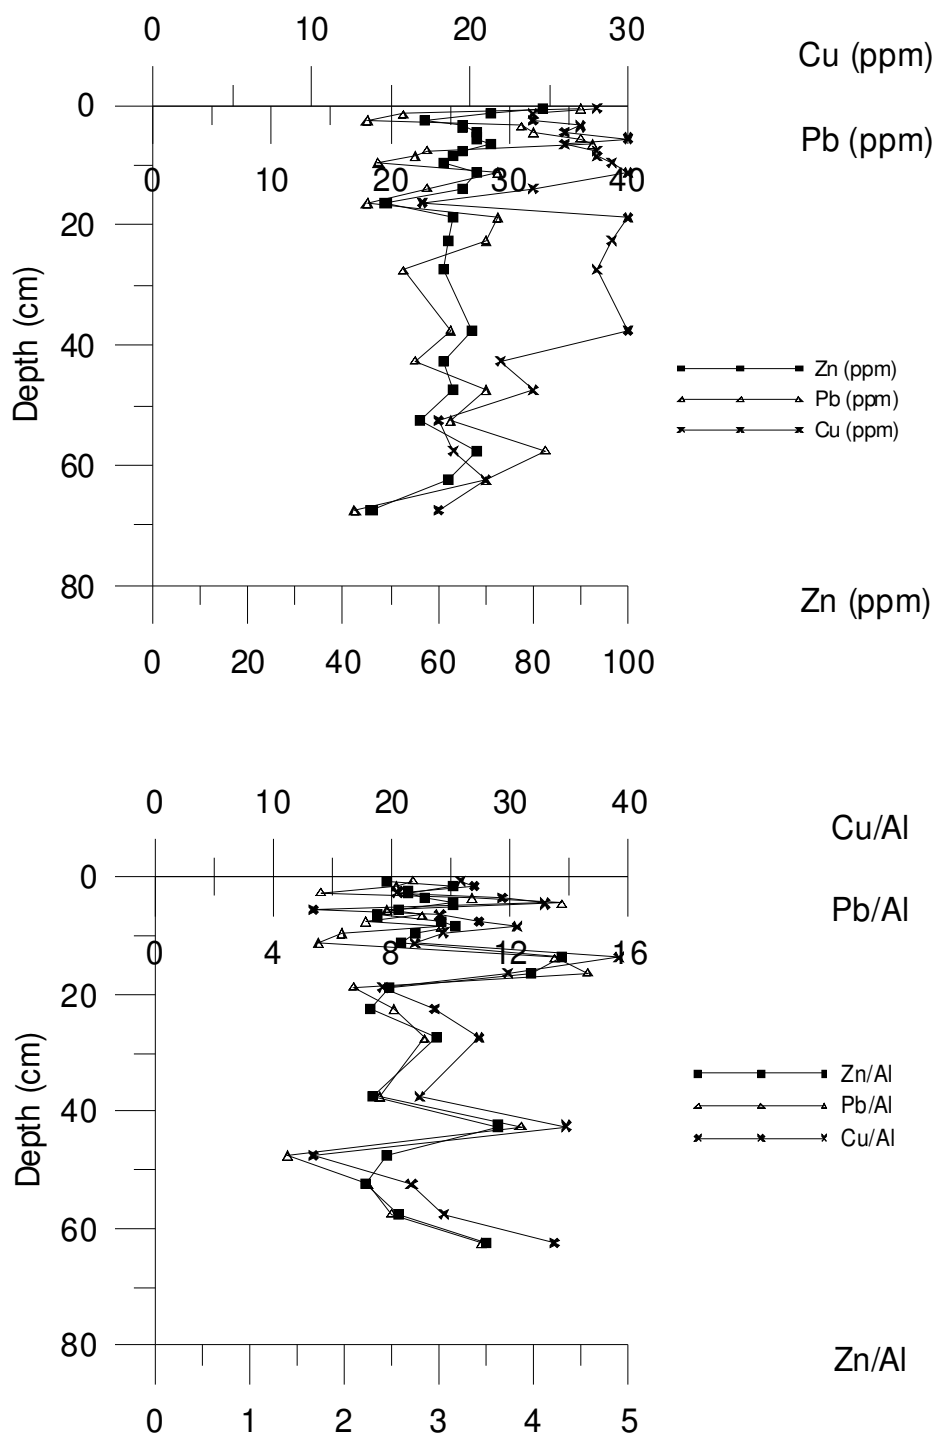 0 10 20 30
Cu (ppm)
0
Pb (ppm)
0 10 20 30 40
20
Depth (cm)
40
Zn (ppm)
Pb (ppm)
Cu (ppm)
60
80
Zn (ppm)
0 20 40 60 80 100
0 10 20 30 40
Cu/Al
0
Pb/Al
4 8 12 16
20
Depth (cm)
40
Zn/Al
Pb/Al
Cu/Al
60
80
Zn/Al
0 1 2 3 4 5